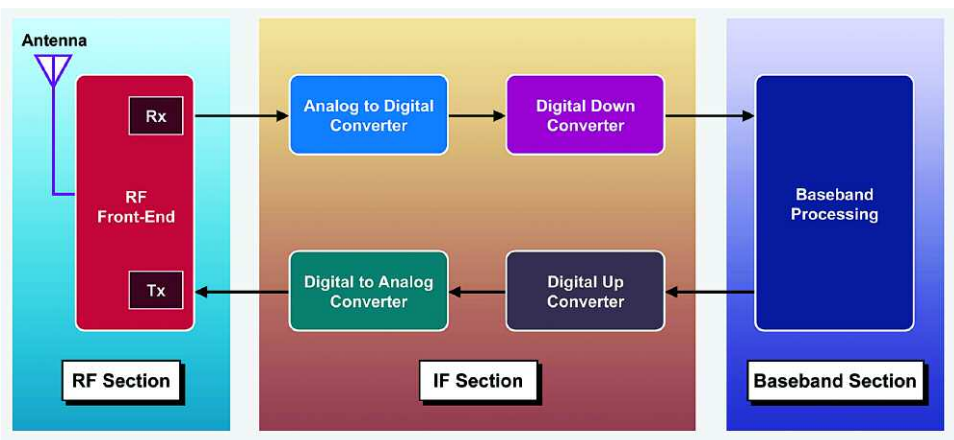 Antenna
Rx
RF
Front-End
Tx
RF Section
Analog to Digital
Converter
Digital Down
Converter
Digital to Analog
Converter
Digital Up
Converter
IF Section
Baseband
Processing
Baseband Section